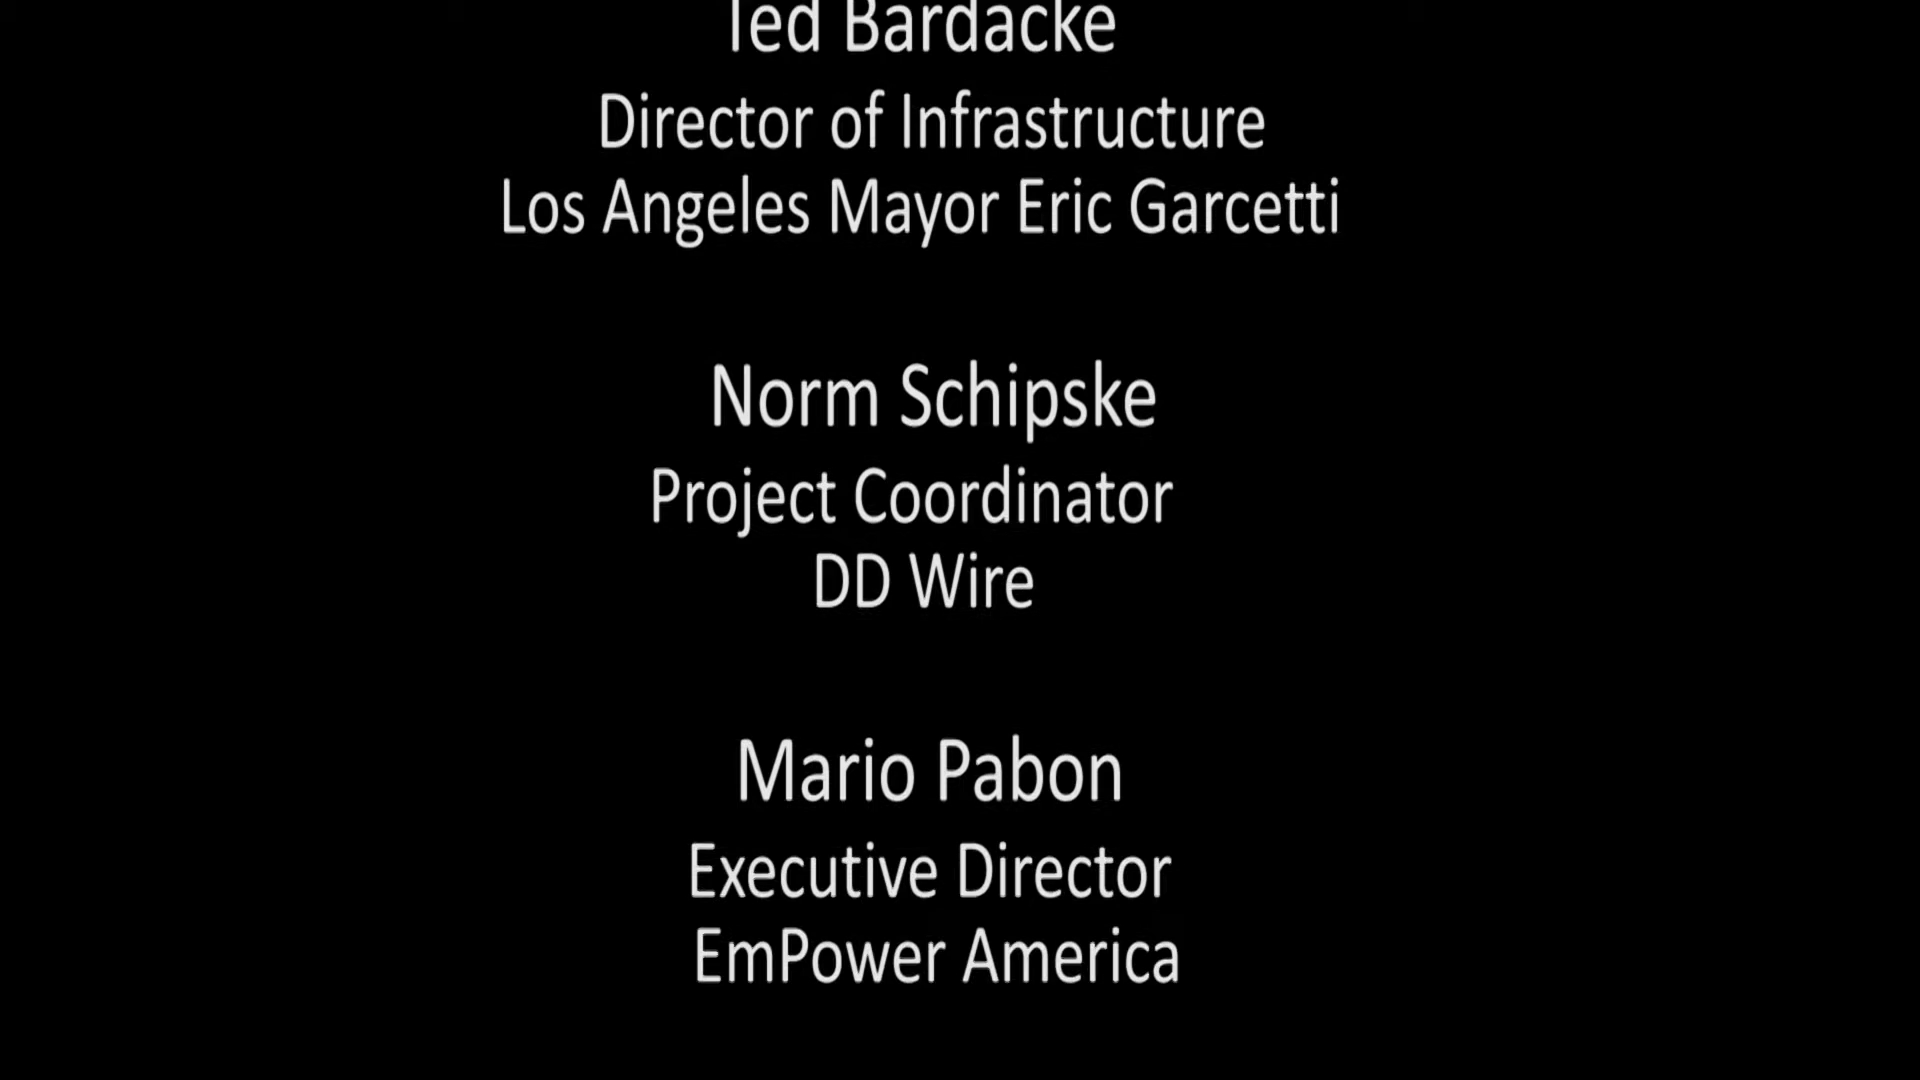 Ted Bardacke
Director of Infrastructure
Los Angeles Mayor Eric Garcetti
Norm Schipske
Project Coordinator
DD Wire
Mario Pabon
Executive Director
EmPower America